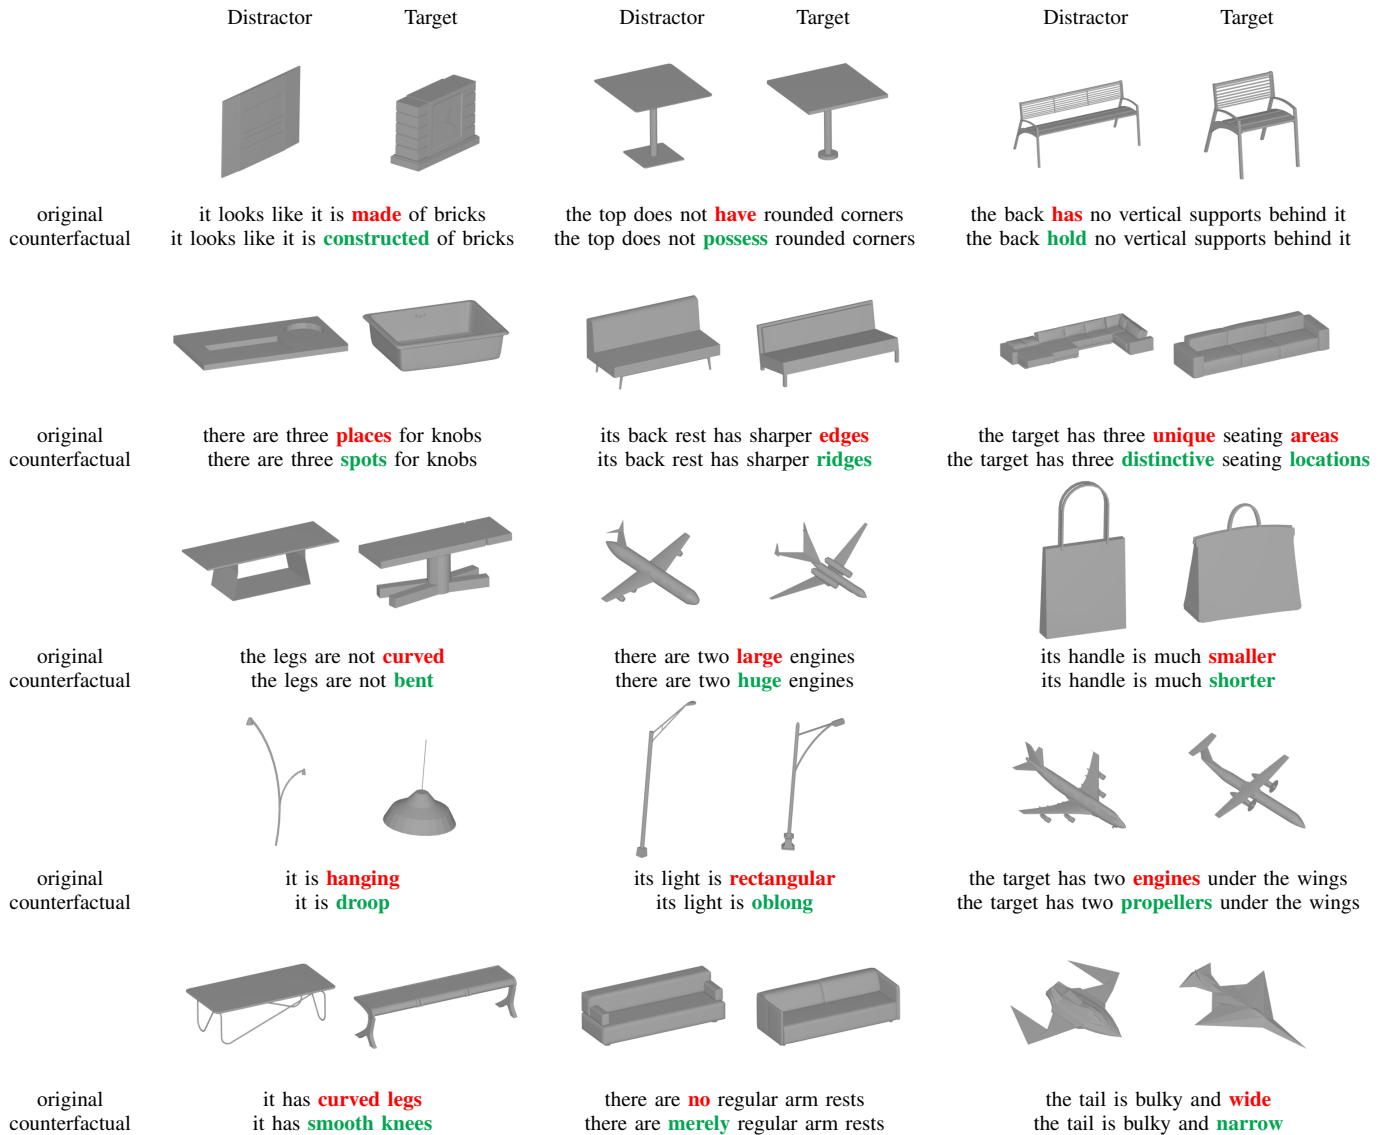 Distractor Target Distractor Target Distractor Target
original it looks like it is made of bricks the top does not have rounded corners the back has no vertical supports behind it
counterfactual it looks like it is constructed of bricks the top does not possess rounded corners the back hold no vertical supports behind it
original there are three places for knobs its back rest has sharper edges the target has three unique seating areas
counterfactual there are three spots for knobs its back rest has sharper ridges the target has three distinctive seating locations
original the legs are not curved there are two large engines its handle is much smaller
counterfactual the legs are not bent there are two huge engines its handle is much shorter
original it is hanging its light is rectangular the target has two engines under the wings
counterfactual it is droop its light is oblong the target has two propellers under the wings
original it has curved legs there are no regular arm rests the tail is bulky and wide
counterfactual it has smooth knees there are merely regular arm rests the tail is bulky and narrow